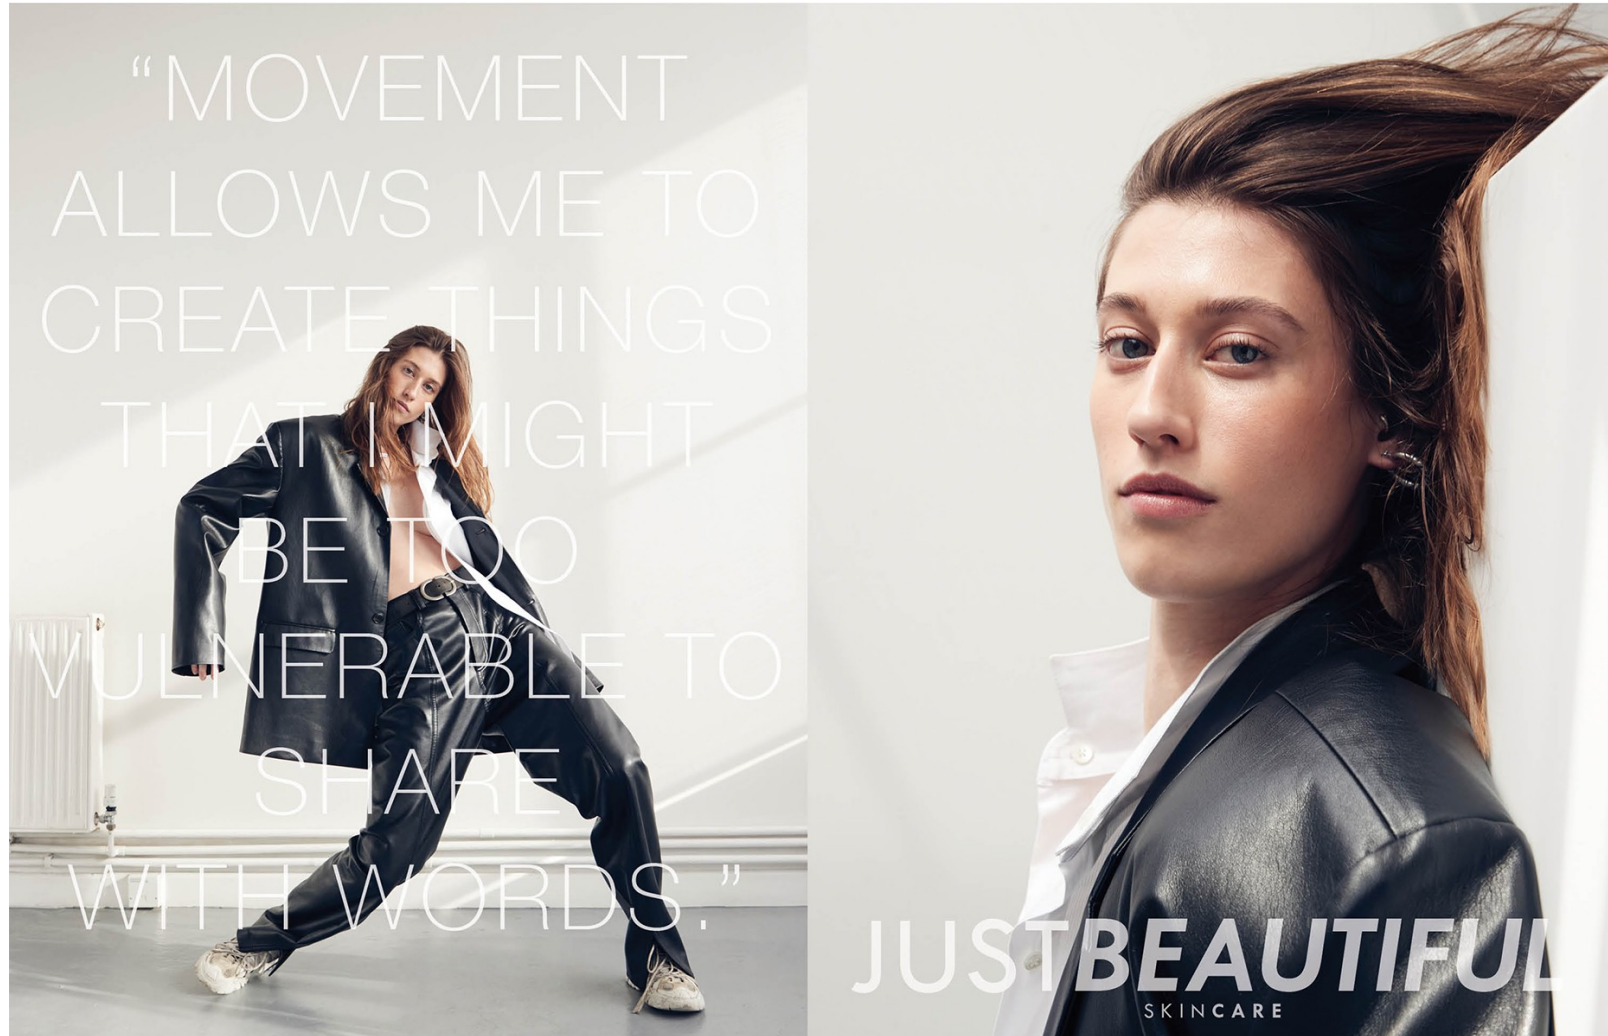 “MOVEMENT
ALLOWS ME TO
CREATE THINGS
THAT I MIGHT
BE TOO
VULNERABLE TO
SHARE
WITH WORDS.”
JUSTBEAUTIFUL
SKINCARE